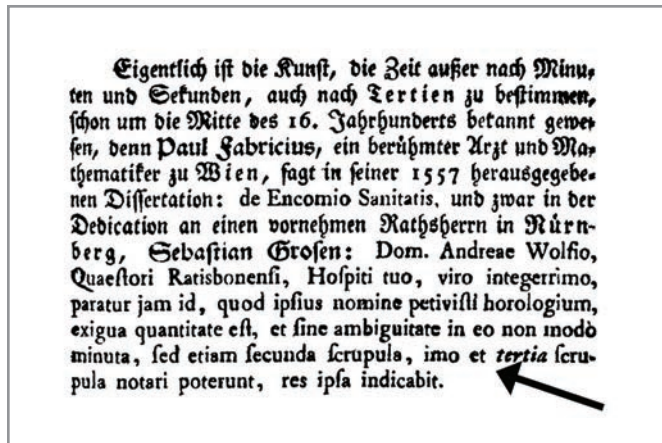 Eigentlich iſt die Kunſt, die Zeit außer nach Minu-
ten und Sekunden, auch nach Tertien zu beſtimmen,
ſchon um die Mitte des 16. Jahrhunderts bekannt gewe-
ſen, denn Paul Fabricius, ein berühmter Arzt und Ma-
thematiker zu Wien, ſagt in ſeiner 1557 herausgegebe-
nen Diſſertation: de Encomio Sanitatis, und zwar in der
Dedication an einen vornehmen Rathsherrn in Nürn-
berg, Sebaſtian Groſen: Dom. Andreae Wolfio,
Quaeſtori Ratisbonenſi, Hoſpiti tuo, viro integerrimo,
paratur jam id, quod ipſius nomine petiviſti horologium,
exigua quantitate eſt, et ſine ambiguitate in eo non modò
minuta, ſed etiam ſecunda ſcrupula, imo et tertia ſcru-
pula notari poterunt, res ipſa indicabit.